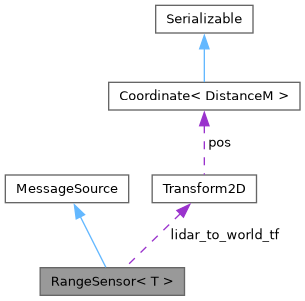 Serializable
Coordinate< DistanceM >
pos
MessageSource
Transform2D
lidar_to_world_tf
RangeSensor< T >